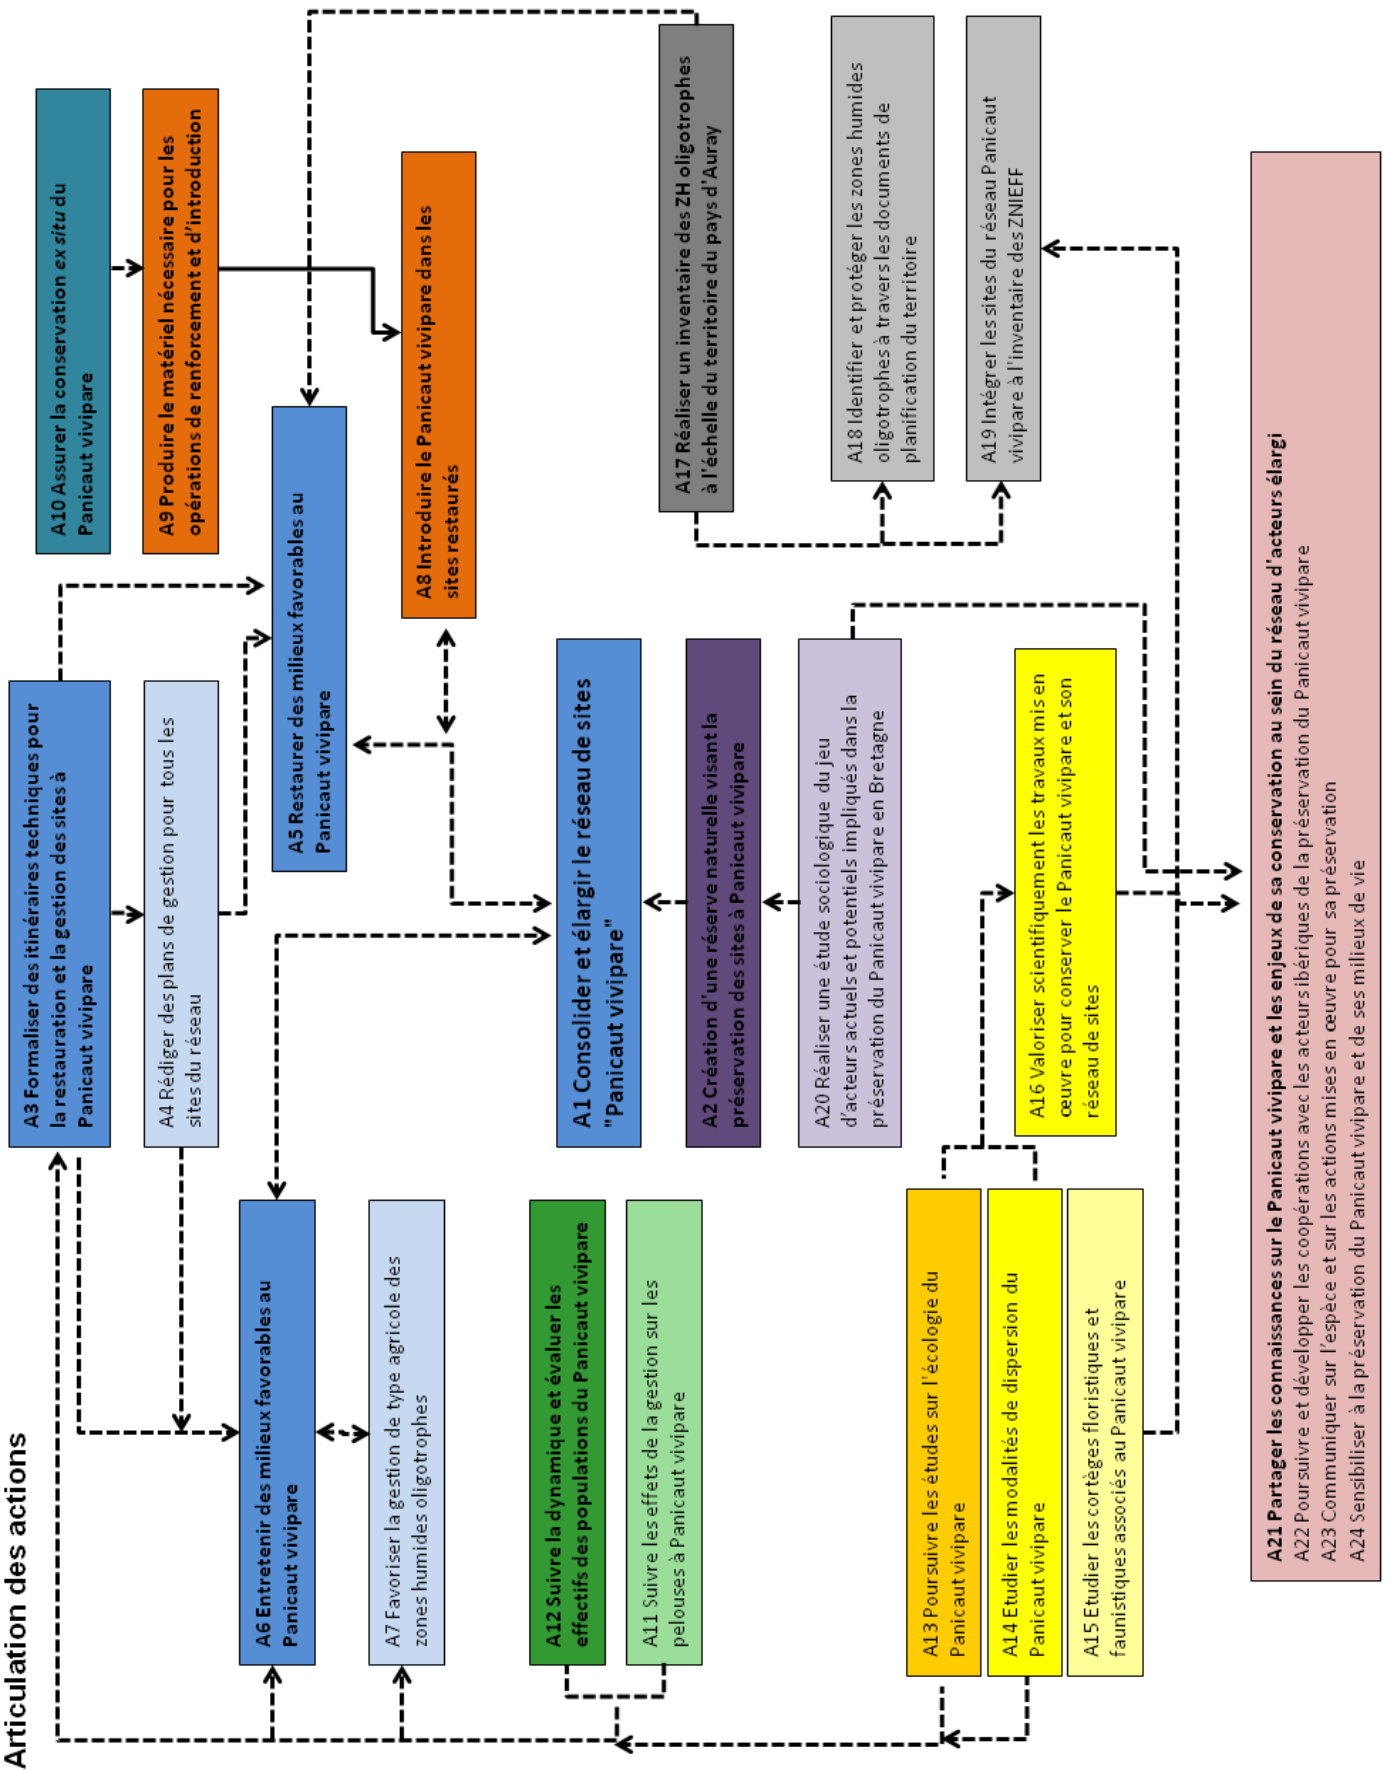 Articulation des actions
A3 Formaliser des itinéraires techniques pour
la restauration et la gestion des sites à
Panicaut vivipare
A10 Assurer la conservation ex situ du
Panicaut vivipare
A4 Rédiger des plans de gestion pour tous les
sites du réseau
A9 Produire le matériel nécessaire pour les
opérations de renforcement et d'introduction
A6 Entretenir des milieux favorables au
Panicaut vivipare
A5 Restaurer des milieux favorables au
Panicaut vivipare
A7 Favoriser la gestion de type agricole des
zones humides oligotrophes
A8 Introduire le Panicaut vivipare dans les
sites restaurés
A12 Suivre la dynamique et évaluer les
effectifs des populations du Panicaut vivipare
A1 Consolider et élargir le réseau de sites
"Panicaut vivipare"
A11 Suivre les effets de la gestion sur les
pelouses à Panicaut vivipare
A2 Création d'une réserve naturelle visant la
préservation des sites à Panicaut vivipare
A17 Réaliser un inventaire des ZH oligotrophes
à l'échelle du territoire du pays d'Auray
A20 Réaliser une étude sociologique du jeu
d'acteurs actuels et potentiels impliqués dans la
préservation du Panicaut vivipare en Bretagne
A18 Identifier et protéger les zones humides
oligotrophes à travers les documents de
planification du territoire
A13 Poursuivre les études sur l'écologie du
Panicaut vivipare
A14 Etudier les modalités de dispersion du
Panicaut vivipare
A15 Etudier les cortèges floristiques et
faunistiques associés au Panicaut vivipare
A16 Valoriser scientifiquement les travaux mis en
œuvre pour conserver le Panicaut vivipare et son
réseau de sites
A19 Intégrer les sites du réseau Panicaut
vivipare à l'inventaire des ZNIEFF
A21 Partager les connaissances sur le Panicaut vivipare et les enjeux de sa conservation au sein du réseau d'acteurs élargi
A22 Poursuivre et développer les coopérations avec les acteurs ibériques de la préservation du Panicaut vivipare
A23 Communiquer sur l'espèce et sur les actions mises en œuvre pour sa préservation
A24 Sensibiliser à la préservation du Panicaut vivipare et de ses milieux de vie